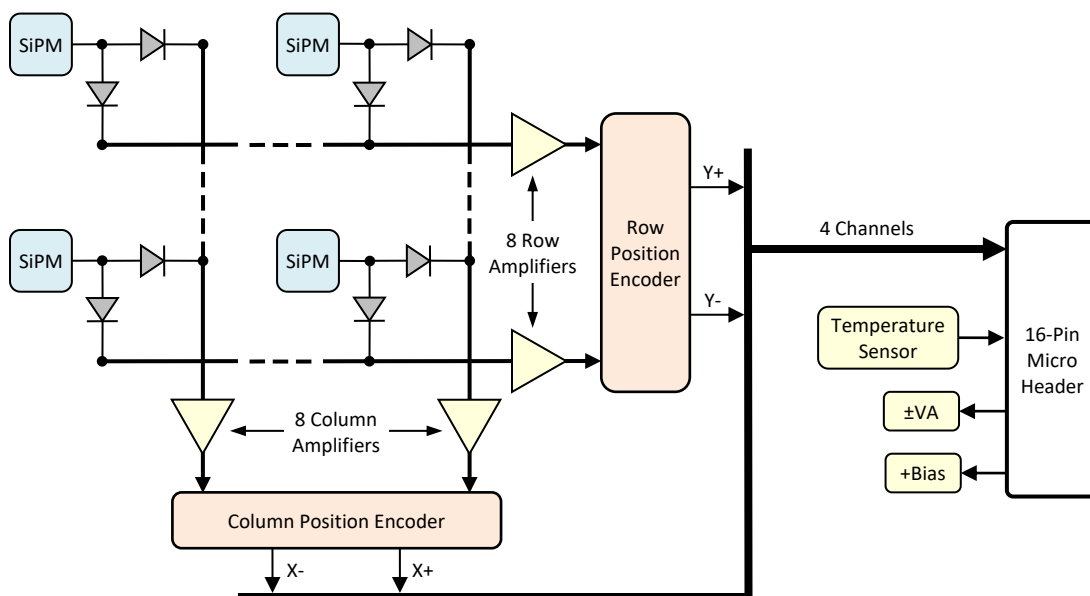 SiPM
SiPM
SiPM
SiPM
8 Row
Amplifiers
Row
Position
Encoder
Y+
Y-
4 Channels
Temperature
Sensor
16-Pin
Micro
Header
±VA
+Bias
8 Column
Amplifiers
Column Position Encoder
X-
X+